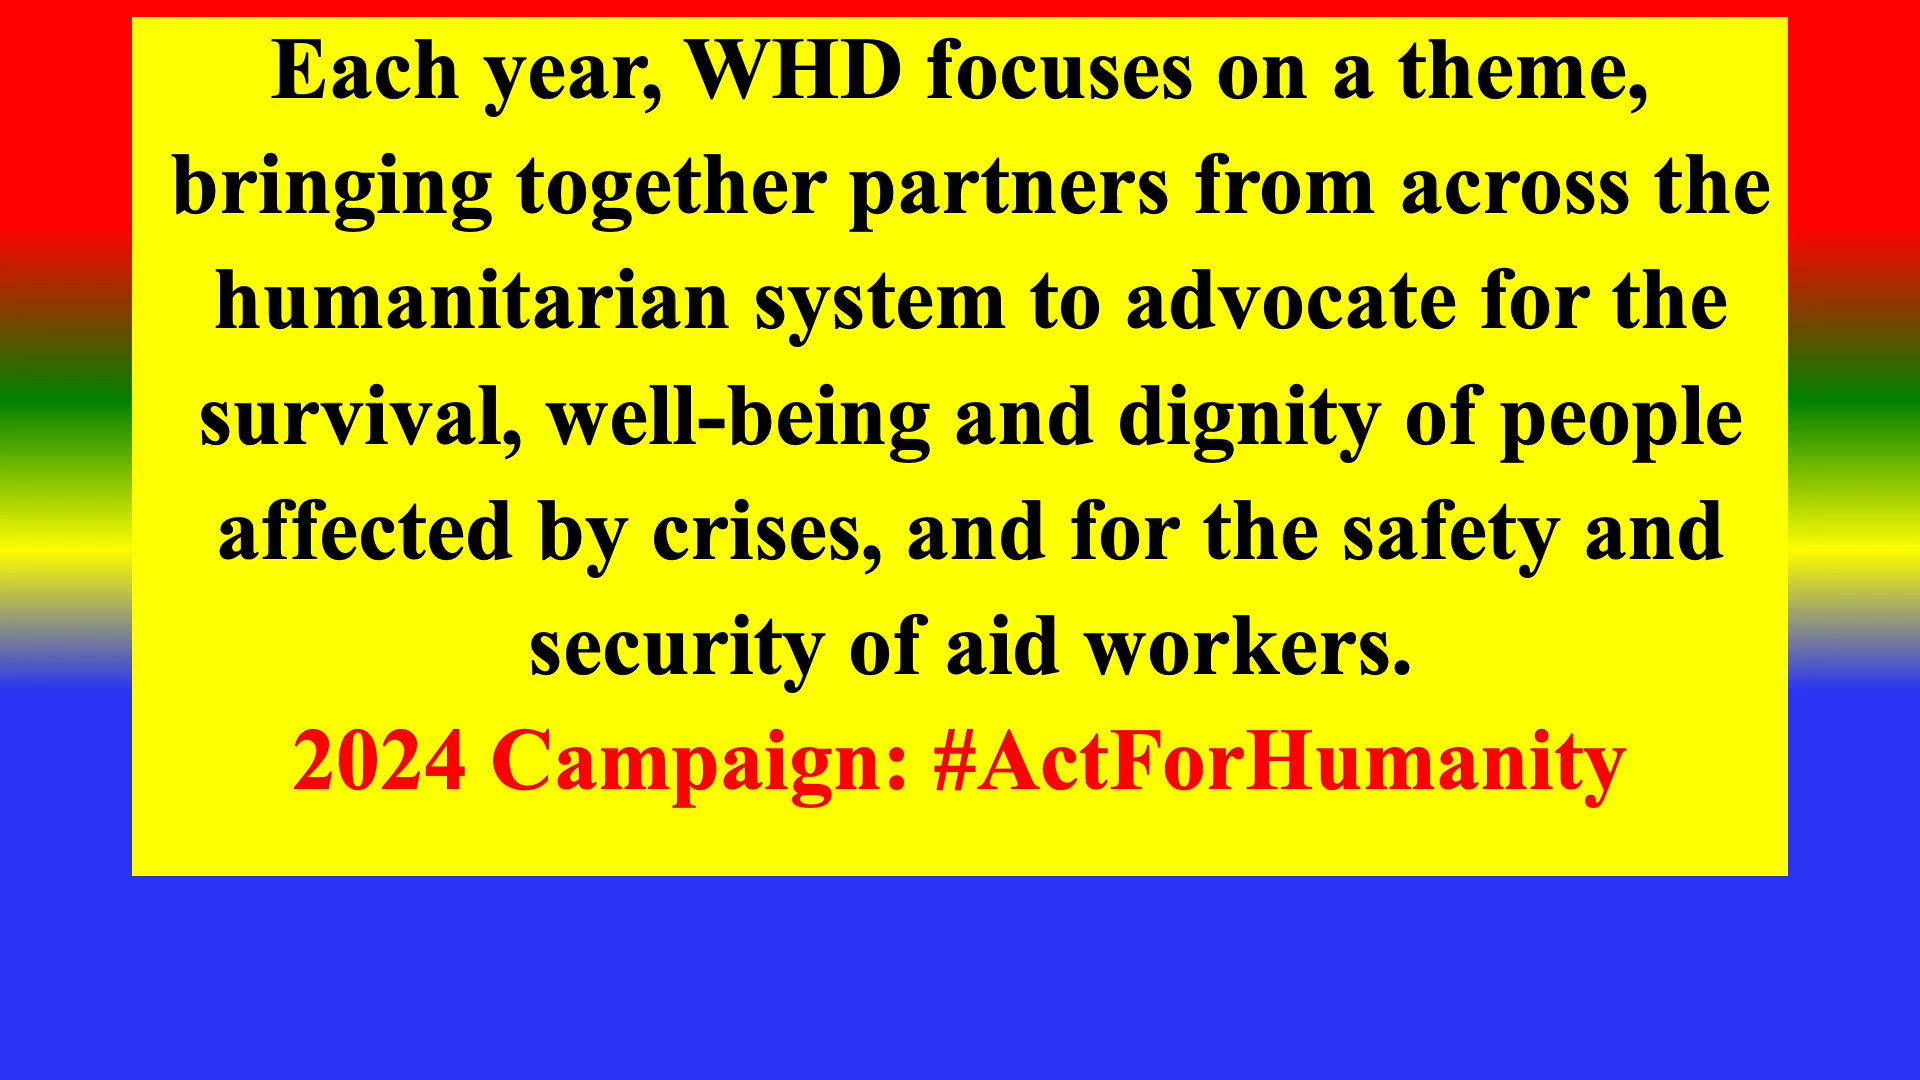 Each year, WHD focuses on a theme,
bringing together partners from across the
humanitarian system to advocate for the
survival, well-being and dignity of people
affected by crises, and for the safety and
security of aid workers.
2024 Campaign: #ActForHumanity